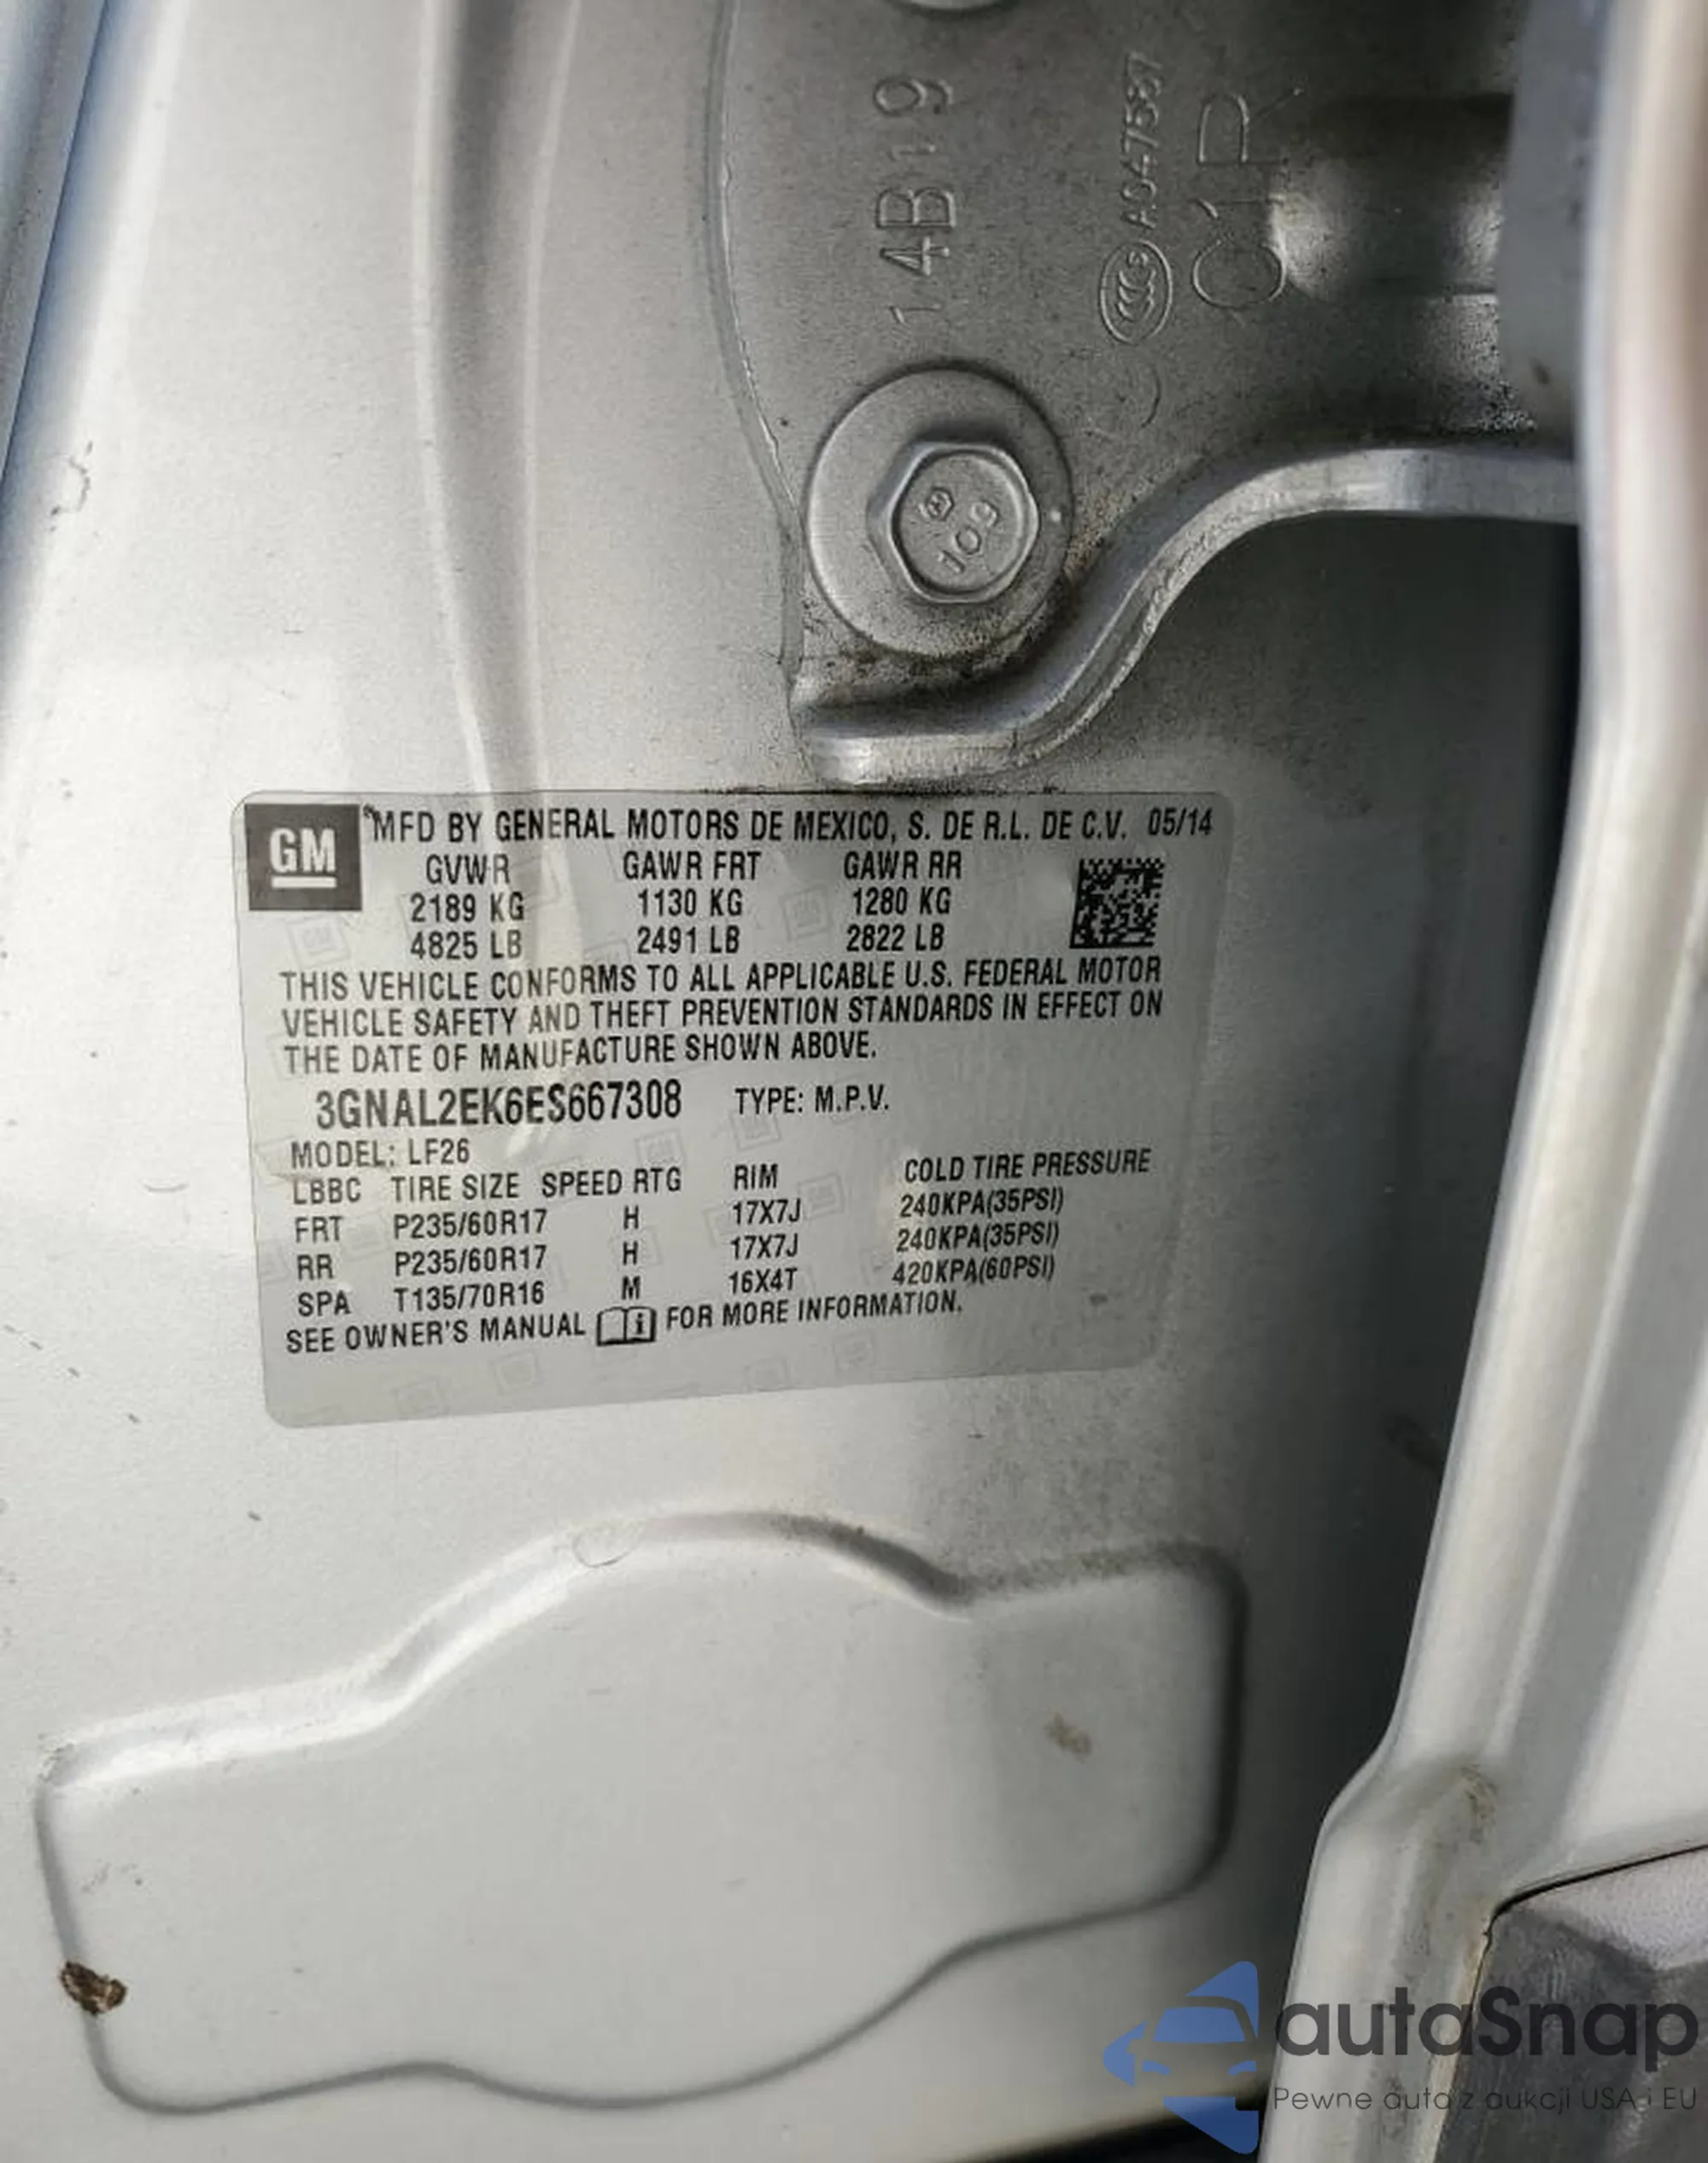 14B19
A047587
C'R
109
GM
MFD BY GENERAL MOTORS DE MEXICO, S. DE R.L. DE C.V. 05/14
GVWR GAWR FRT GAWR RR
2189 KG 1130 KG 1280 KG
4825 LB 2491 LB 2822 LB
THIS VEHICLE CONFORMS TO ALL APPLICABLE U.S. FEDERAL MOTOR
VEHICLE SAFETY AND THEFT PREVENTION STANDARDS IN EFFECT ON
THE DATE OF MANUFACTURE SHOWN ABOVE.
3GNAL2EK6ES667308 TYPE: M.P.V.
MODEL: LF26
LBBC TIRE SIZE SPEED RTG RIM COLD TIRE PRESSURE
FRT P235/60R17 H 17X7J 240KPA(35PSI)
RR P235/60R17 H 17X7J 240KPA(35PSI)
SPA T135/70R16 M 16X4T 420KPA(60PSI)
SEE OWNER'S MANUAL i FOR MORE INFORMATION.
autaSnap
Pewne auta z aukcji USA i EU